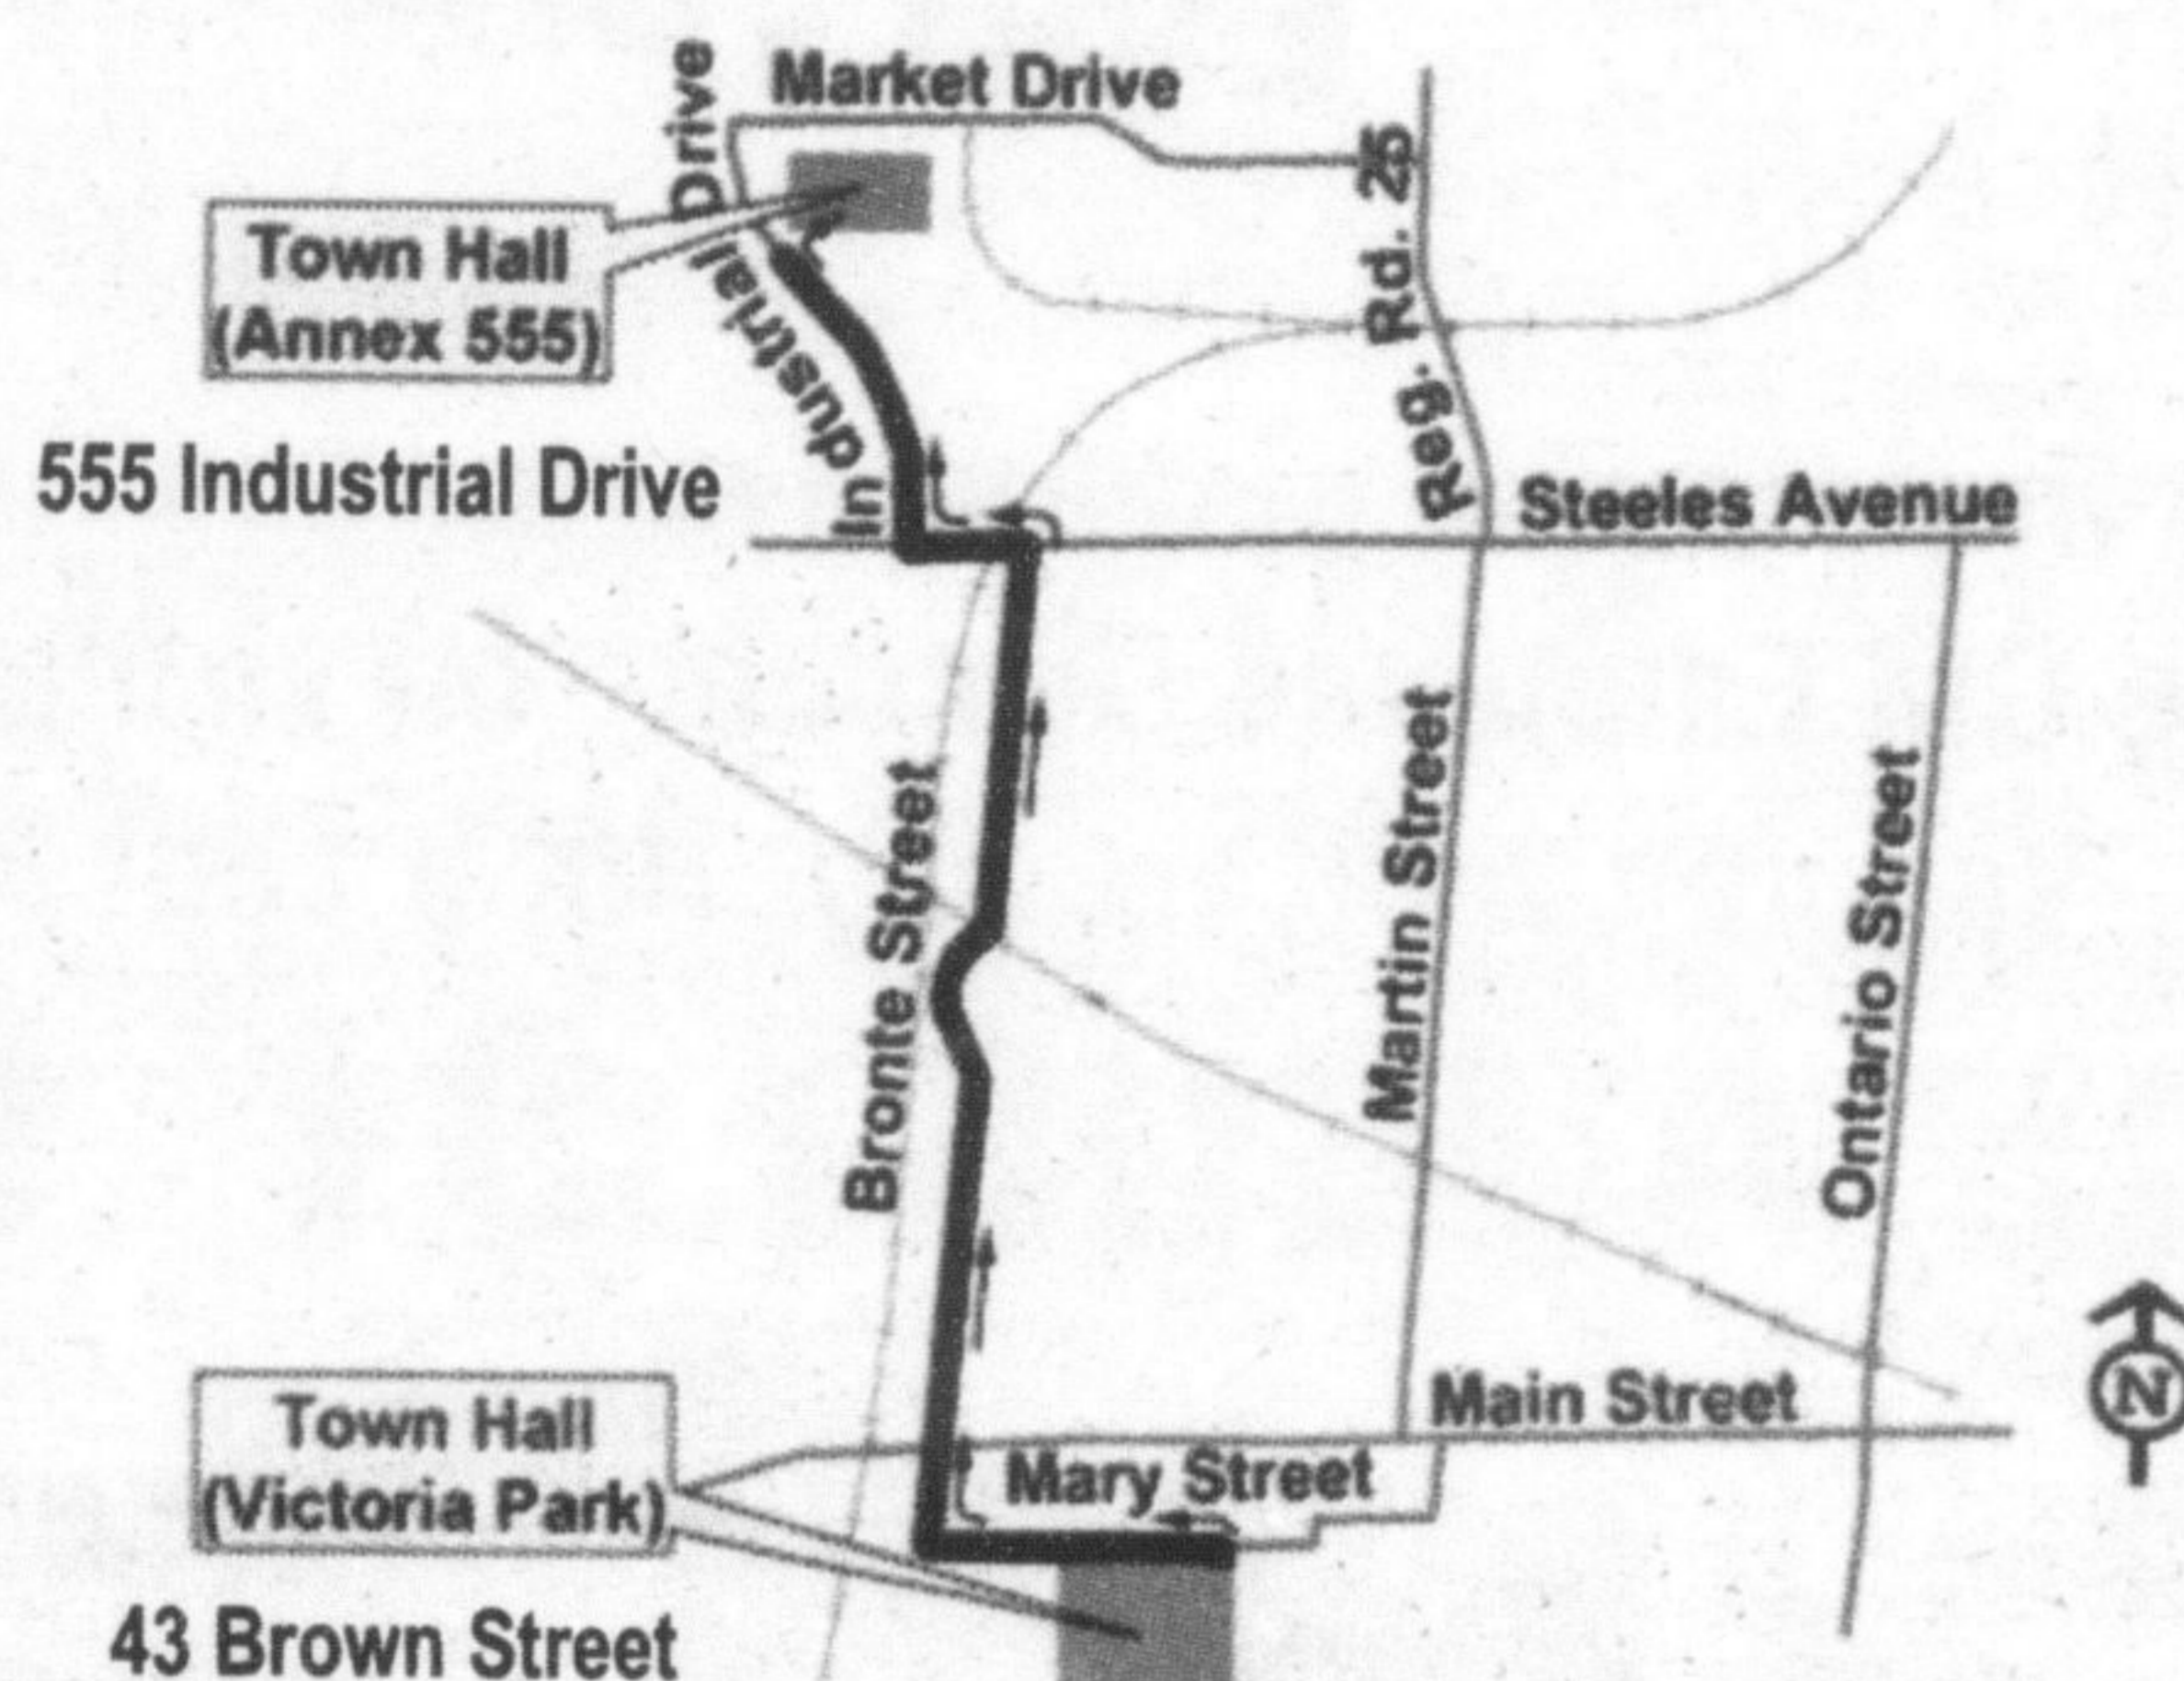 Market Drive
Industrial Drive
Reg. Rd. 25
Town Hall
(Annex 555)
555 Industrial Drive
Steeles Avenue
Bronte Street
Martin Street
Ontario Street
Main Street
N
Town Hall
(Victoria Park)
Mary Street
43 Brown Street